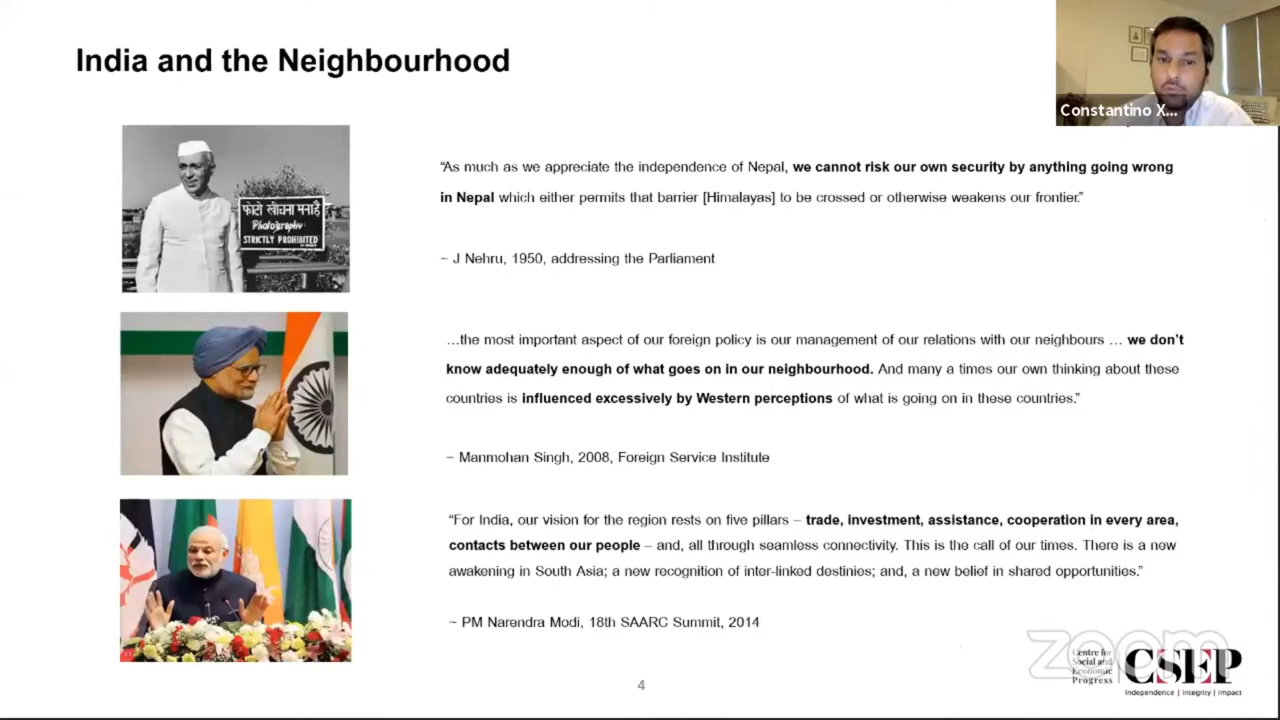 India and the Neighbourhood
Constantino X...
फोटो खींचना मना है
Photography
STRICTLY PROHIBITED
“As much as we appreciate the independence of Nepal, we cannot risk our own security by anything going wrong
in Nepal which either permits that barrier [Himalayas] to be crossed or otherwise weakens our frontier.”
~ J Nehru, 1950, addressing the Parliament
…the most important aspect of our foreign policy is our management of our relations with our neighbours … we don’t
know adequately enough of what goes on in our neighbourhood. And many a times our own thinking about these
countries is influenced excessively by Western perceptions of what is going on in these countries.”
~ Manmohan Singh, 2008, Foreign Service Institute
“For India, our vision for the region rests on five pillars – trade, investment, assistance, cooperation in every area,
contacts between our people – and, all through seamless connectivity. This is the call of our times. There is a new
awakening in South Asia; a new recognition of inter-linked destinies; and, a new belief in shared opportunities.”
~ PM Narendra Modi, 18th SAARC Summit, 2014
zoom
Centre for
Social and
Economic
Progress
CSEP
Independence | Integrity | Impact
4